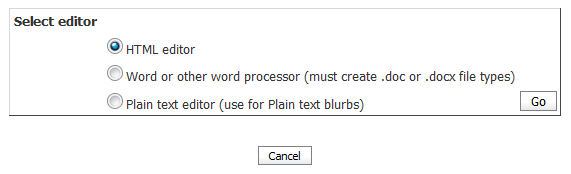 Select editor
HTML editor
Word or other word processor (must create .doc or .docx file types)
Plain text editor (use for Plain text blurbs)
Go
Cancel